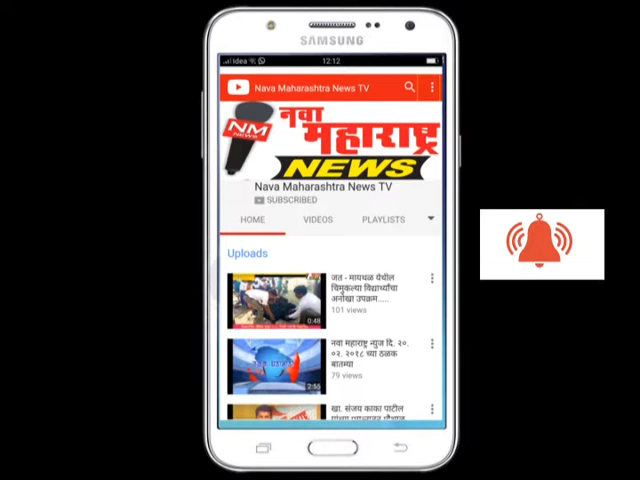 SAMSUNG
Idea
12:12
Nava Maharashtra News TV
नवा
महाराष्ट्र
NM
NEWS
NEWS
Nava Maharashtra News TV
SUBSCRIBED
HOME VIDEOS PLAYLISTS
Uploads
जत - मायथळ येथील
चिमुकल्या विद्यार्थ्यांचा
अनोखा उपक्रम.....
101 views
0:48
नवा महाराष्ट्र न्युज दि. २०.
०२. २०१८ च्या ठळक
बातम्या
79 views
2:55
खा. संजय काका पाटील